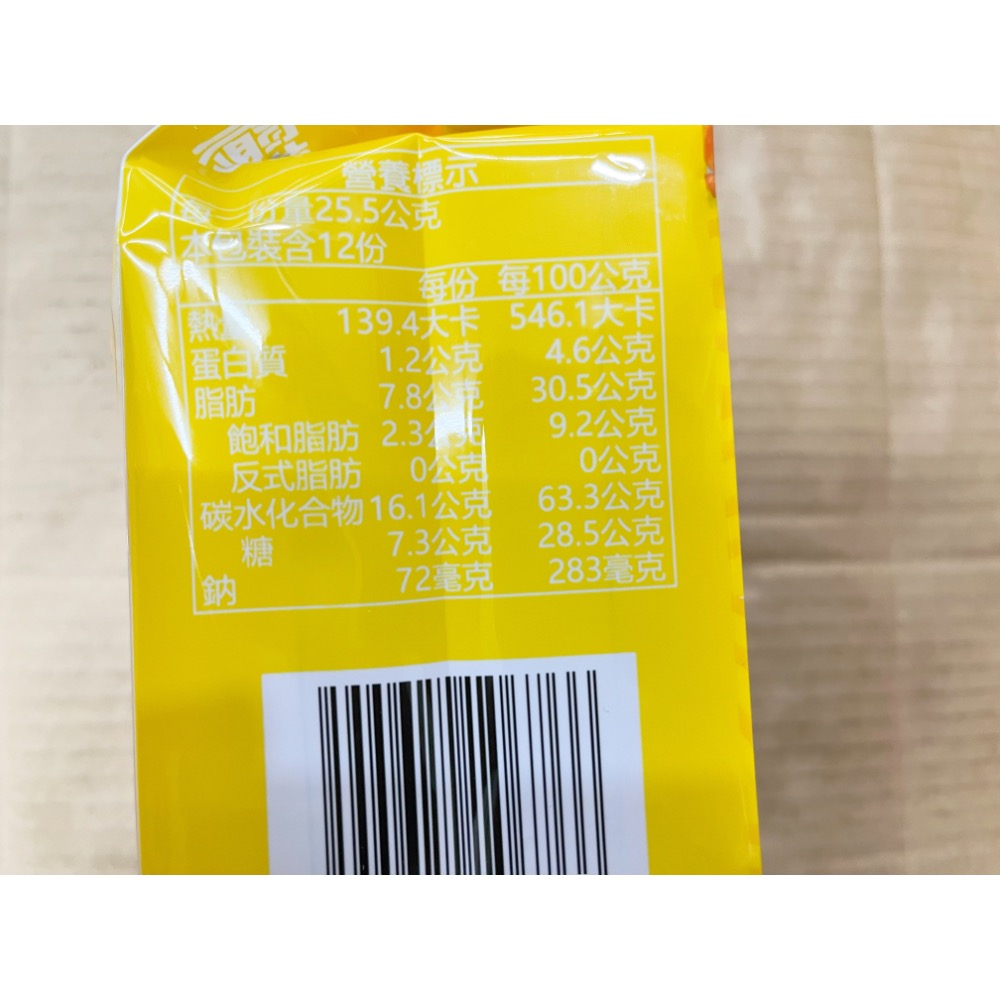 營養標示
每一份量25.5公克
本包裝含12份
每份 每100公克
熱量 139.4大卡 546.1大卡
蛋白質 1.2公克 4.6公克
脂肪 7.8公克 30.5公克
飽和脂肪 2.3公克 9.2公克
反式脂肪 0公克 0公克
碳水化合物 16.1公克 63.3公克
糖 7.3公克 28.5公克
鈉 72毫克 283毫克